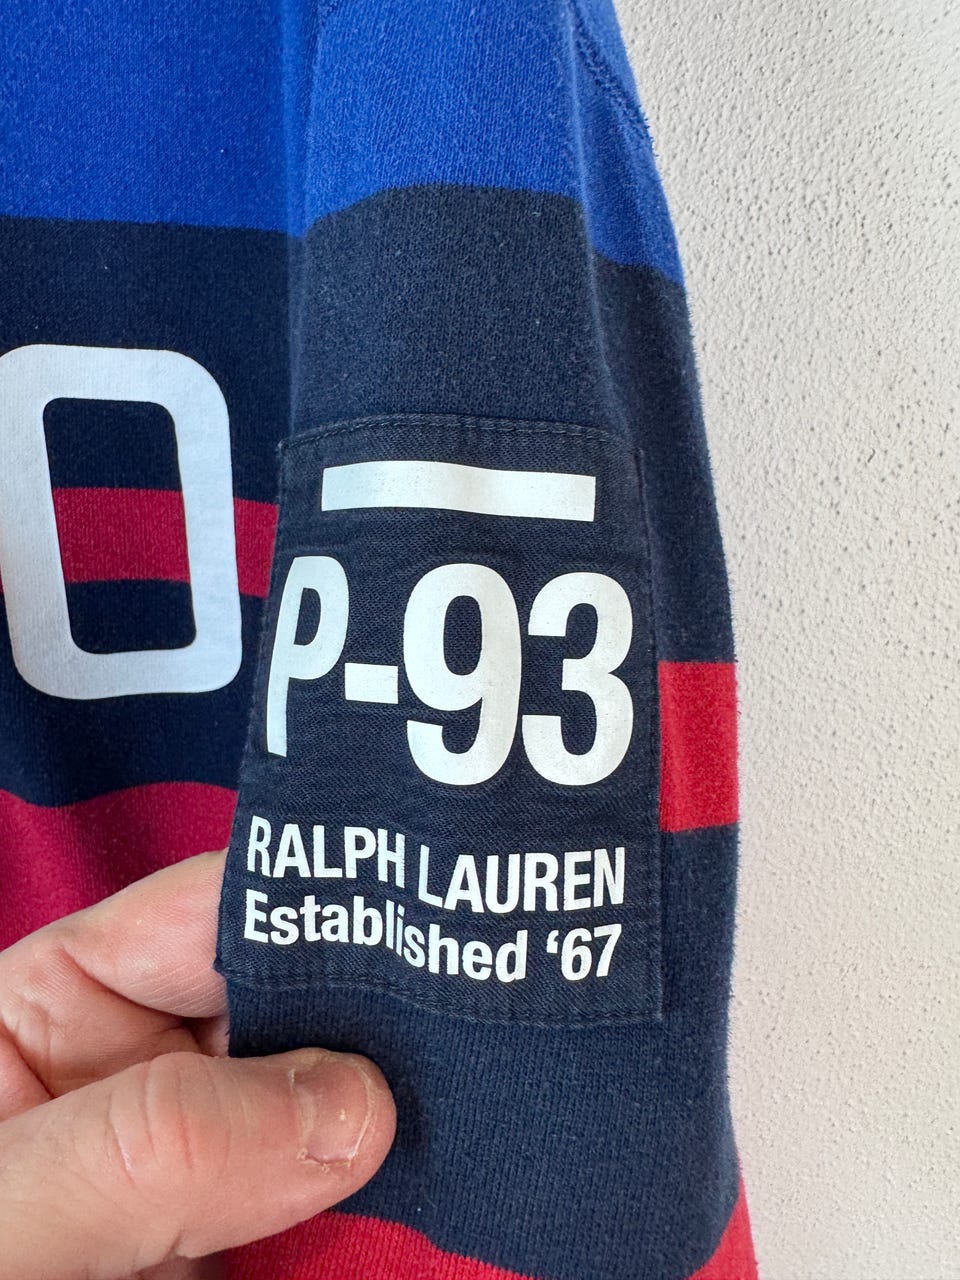 O
P-93
RALPH LAUREN
Established ‘67